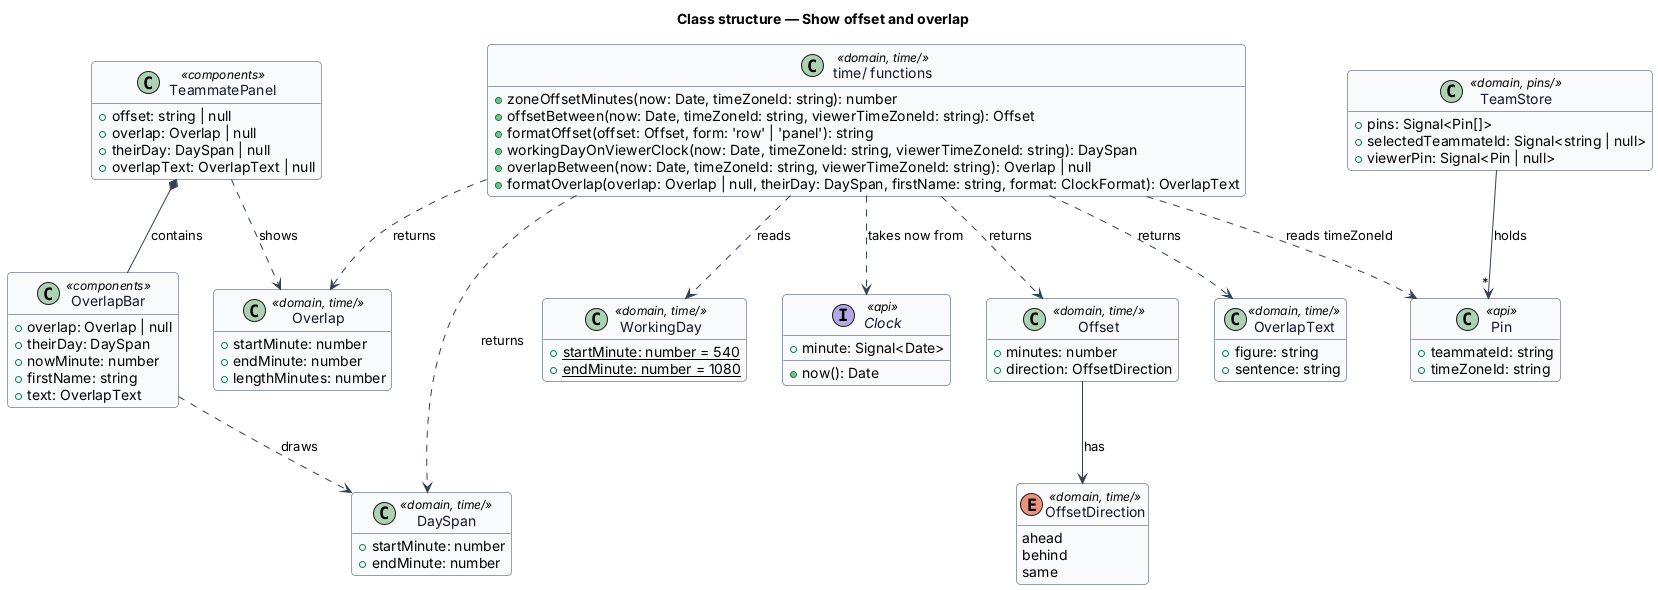 Class structure — Show offset and overlap
«components»
TeammatePanel
offset: string | null
overlap: Overlap | null
theirDay: DaySpan | null
overlapText: OverlapText | null
«domain, time/»
time/ functions
zoneOffsetMinutes(now: Date, timeZoneId: string): number
offsetBetween(now: Date, timeZoneId: string, viewerTimeZoneId: string): Offset
formatOffset(offset: Offset, form: 'row' | 'panel'): string
workingDayOnViewerClock(now: Date, timeZoneId: string, viewerTimeZoneId: string): DaySpan
overlapBetween(now: Date, timeZoneId: string, viewerTimeZoneId: string): Overlap | null
formatOverlap(overlap: Overlap | null, theirDay: DaySpan, firstName: string, format: ClockFormat): OverlapText
«domain, pins/»
TeamStore
pins: Signal<Pin[]>
selectedTeammateId: Signal<string | null>
viewerPin: Signal<Pin | null>
contains
shows
returns
returns
reads
takes now from
returns
returns
reads timeZoneId
holds
*
«components»
OverlapBar
overlap: Overlap | null
theirDay: DaySpan
nowMinute: number
firstName: string
text: OverlapText
«domain, time/»
Overlap
startMinute: number
endMinute: number
lengthMinutes: number
«domain, time/»
WorkingDay
startMinute: number = 540
endMinute: number = 1080
«api»
Clock
minute: Signal<Date>
now(): Date
«domain, time/»
Offset
minutes: number
direction: OffsetDirection
«domain, time/»
OverlapText
figure: string
sentence: string
«api»
Pin
teammateId: string
timeZoneId: string
draws
has
«domain, time/»
DaySpan
startMinute: number
endMinute: number
«domain, time/»
OffsetDirection
ahead
behind
same